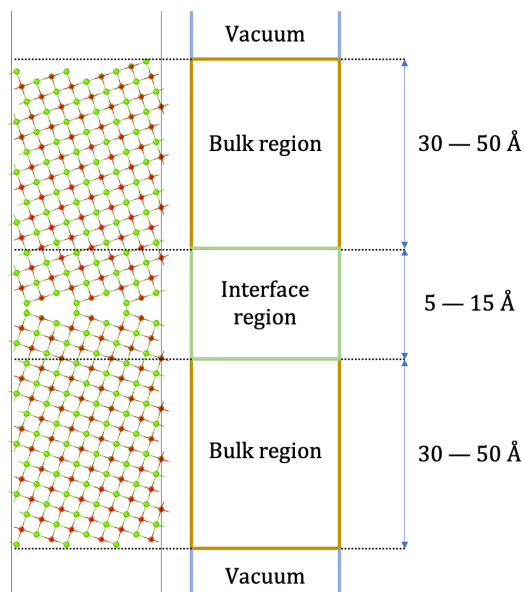 Vacuum
Bulk region
30 — 50 Å
Interface
region
5 — 15 Å
Bulk region
30 — 50 Å
Vacuum